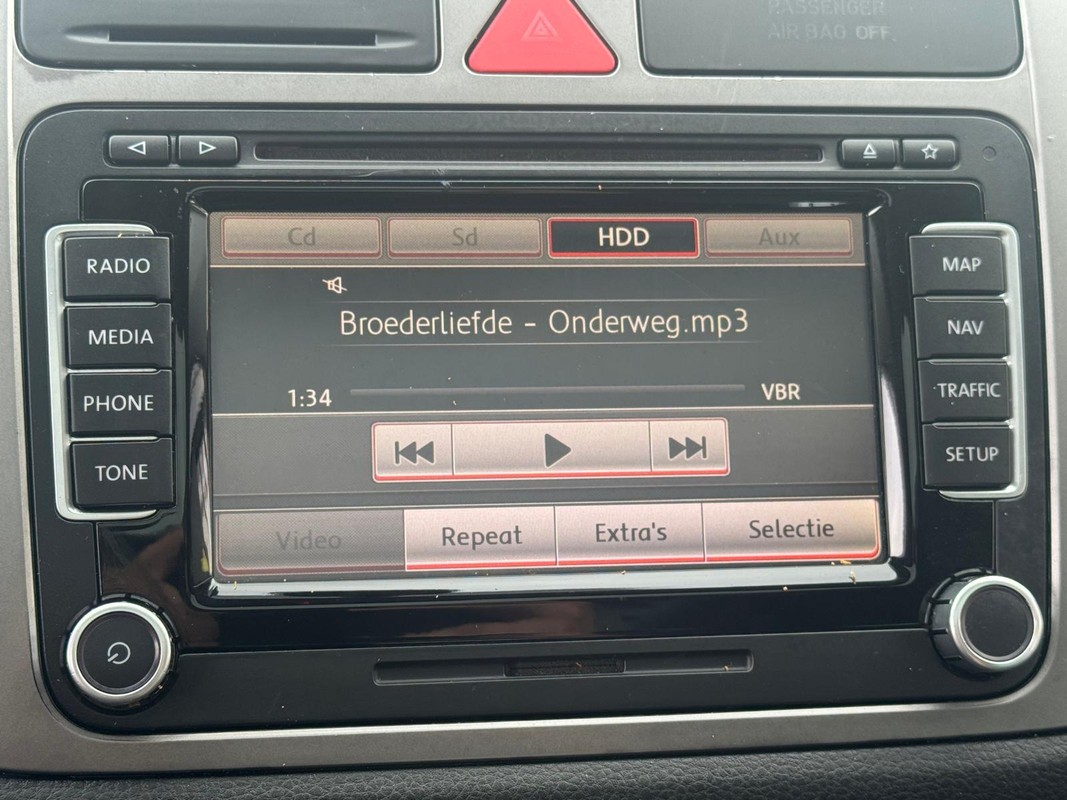 PASSENGER
AIR BAG OFF
RADIO
MEDIA
PHONE
TONE
Cd Sd HDD Aux
Broederliefde - Onderweg.mp3
1:34 VBR
Video Repeat Extra's Selectie
MAP
NAV
TRAFFIC
SETUP